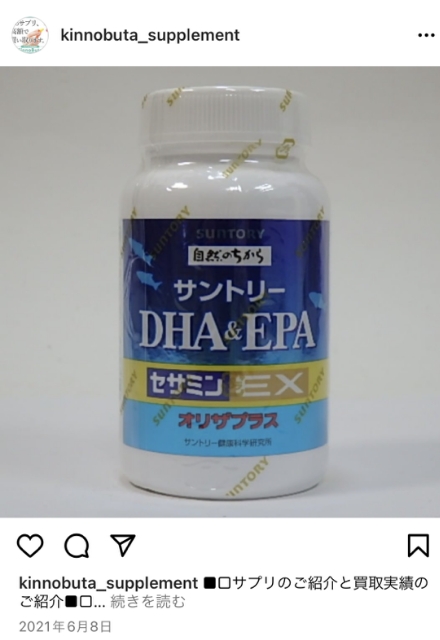 kinnobuta_supplement
SUNTORY
自然のちから
サントリー
DHA&EPA
セサミンEX
オリザプラス
サントリー健康科学研究所
kinnobuta_supplement ■□サプリのご紹介と買取実績の
ご紹介■□... 続きを読む
2021年6月8日